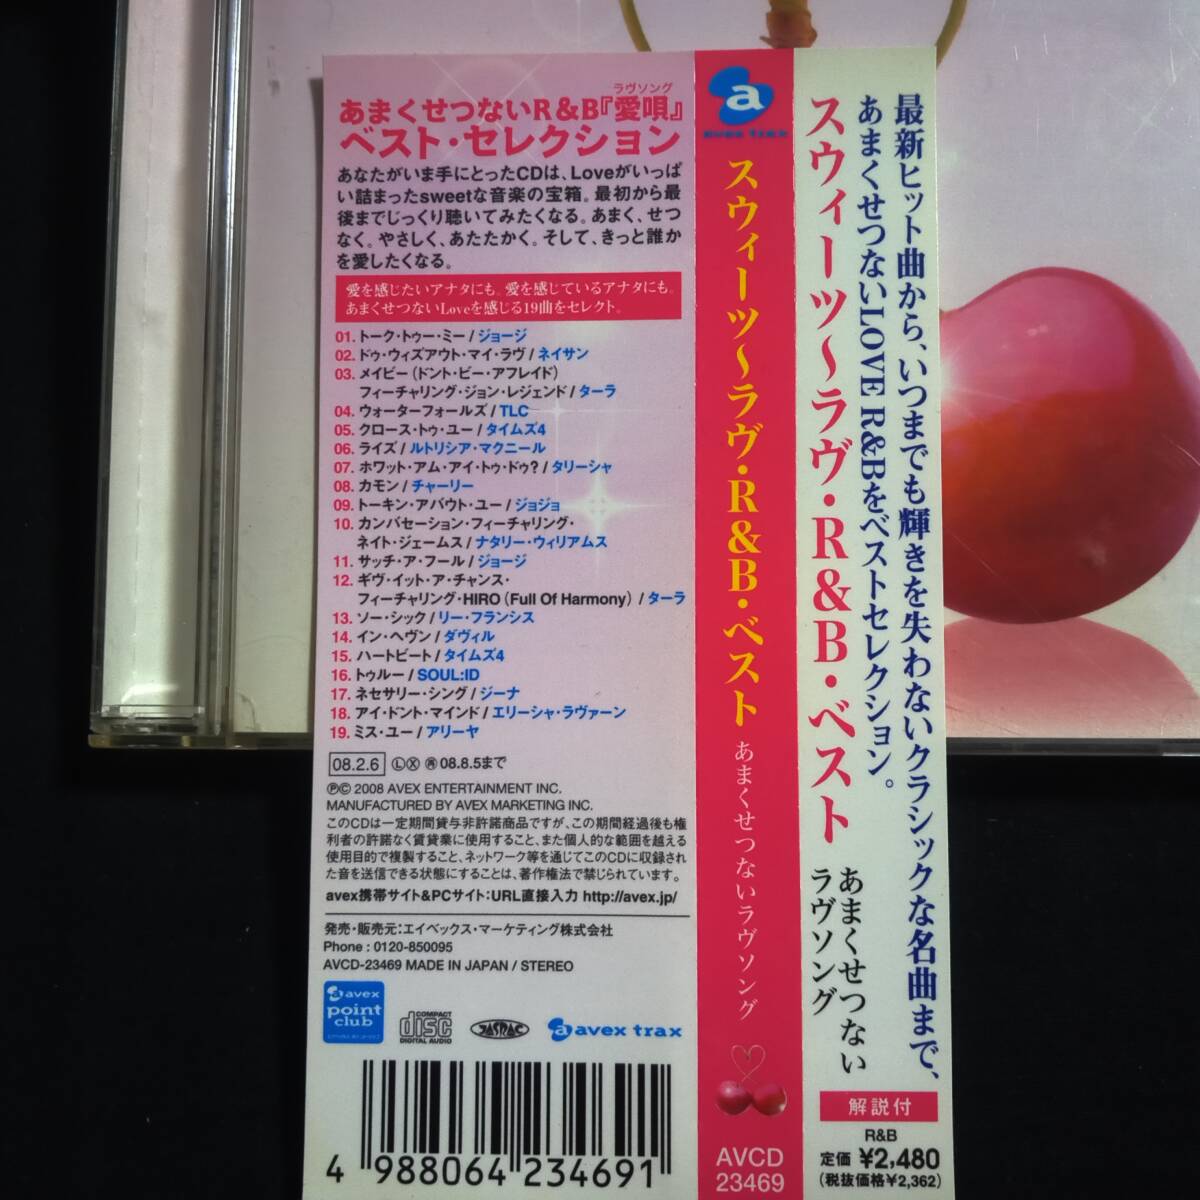 ラヴソング
あまくせつないR&B『愛唄』
ベスト・セレクション
あなたがいま手にとったCDは、Loveがいっぱ
い詰まったsweetな音楽の宝箱。最初から最
後までじっくり聴いてみたくなる。あまく、せつ
なく。やさしく、あたたかく。そして、きっと誰か
を愛したくなる。
愛を感じたいアナタにも。愛を感じているアナタにも。
あまくせつないLoveを感じる19曲をセレクト。
01. トーク・トゥー・ミー / ジョージ
02. ドゥ・ウィズアウト・マイ・ラヴ / ネイサン
03. メイビー(ドント・ビー・アフレイド)
フィーチャリング・ジョン・レジェンド / ターラ
04. ウォーターフォールズ / TLC
05. クロース・トゥ・ユー / タイムズ4
06. ライズ / ルトリシア・マクニール
07. ホワット・アム・アイ・トゥ・ドゥ? / タリーシャ
08. カモン / チャーリー
09. トーキン・アバウト・ユー / ジョジョ
10. カンバセーション・フィーチャリング・
ネイト・ジェームス / ナタリー・ウィリアムス
11. サッチ・ア・フール / ジョージ
12. ギヴ・イット・ア・チャンス・
フィーチャリング・HIRO (Full Of Harmony) / ターラ
13. ソー・シック / リー・フランシス
14. イン・ヘヴン / ダヴィル
15. ハートビート / タイムズ4
16. トゥルー / SOUL:ID
17. ネセサリー・シング / ジーナ
18. アイ・ドント・マインド / エリーシャ・ラヴァーン
19. ミス・ユー / アリーヤ
08.2.6 Ⓛ Ⓧ ㋲08.8.5まで
℗© 2008 AVEX ENTERTAINMENT INC.
MANUFACTURED BY AVEX MARKETING INC.
このCDは一定期間貸与非許諾商品ですが、この期間経過後も権
利者の許諾なく賃貸業に使用すること、また個人的な範囲を越える
使用目的で複製すること、ネットワーク等を通じてこのCDに収録され
た音を送信できる状態にすることは、著作権法で禁じられています。
avex携帯サイト&PCサイト:URL直接入力 http://avex.jp/
発売・販売元:エイベックス・マーケティング株式会社
Phone : 0120-850095
AVCD-23469 MADE IN JAPAN / STEREO
avex
point
club
COMPACT
disc
DIGITAL AUDIO
JASRAC
a avex trax
4 988064 234691
a
avex trax
スウィーツ〜ラヴ・R&B・ベスト
あまくせつないラヴソング
AVCD
23469
最新ヒット曲から、いつまでも輝きを失わないクラシックな名曲まで、
あまくせつないLOVE R&Bをベストセレクション。
スウィーツ〜ラヴ・R&B・ベスト
あまくせつない
ラヴソング
解説付
R&B
定価 ¥2,480
(税抜価格¥2,362)